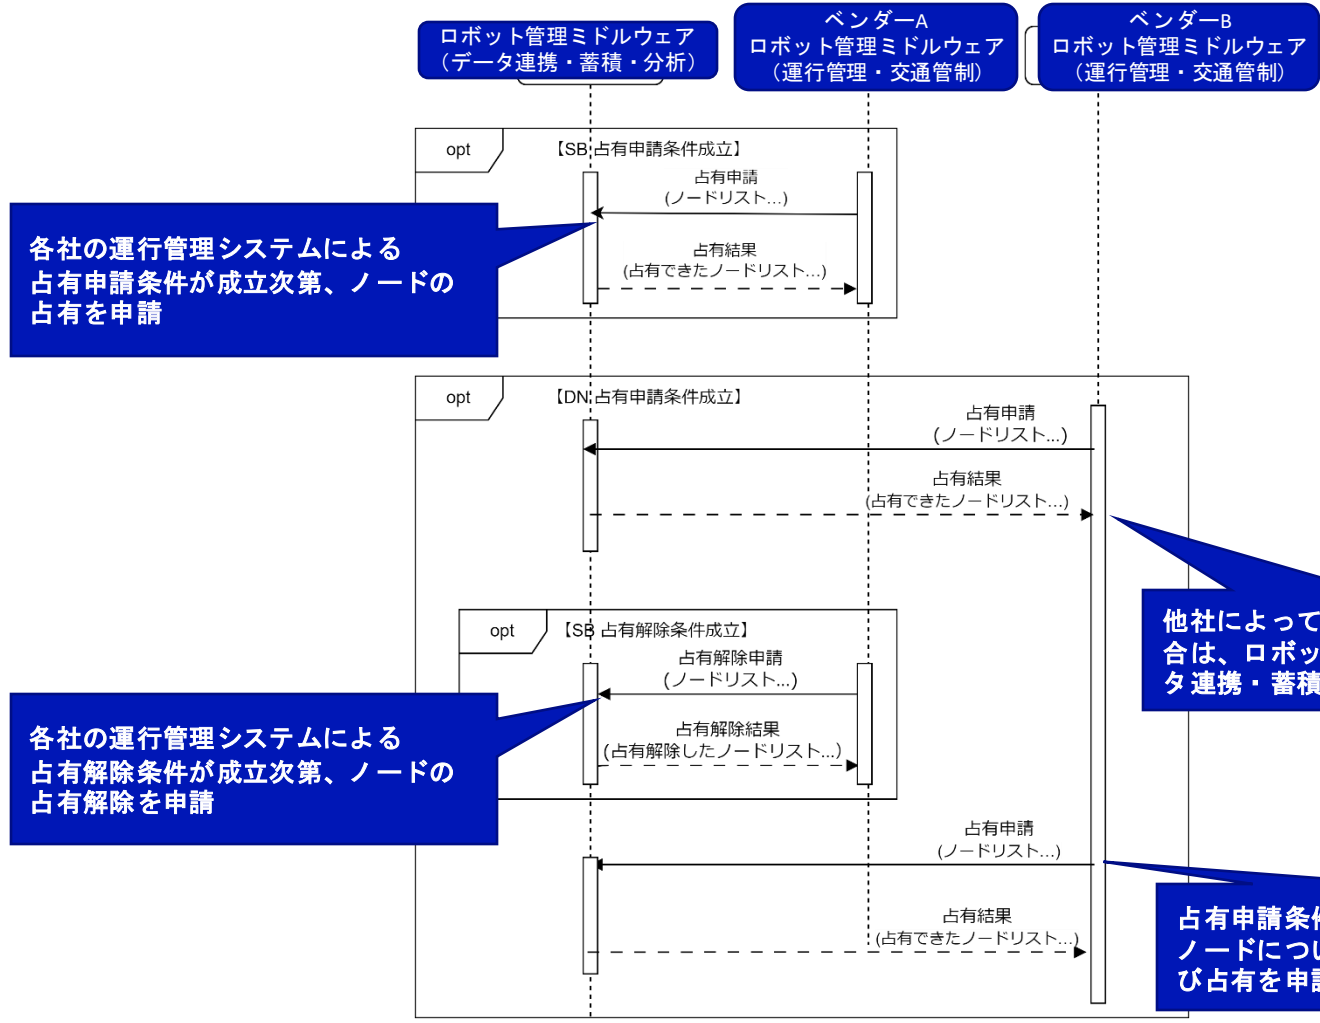 ロボット管理ミドルウェア
（データ連携・蓄積・分析）
ベンダーA
ロボット管理ミドルウェア
（運行管理・交通管制）
ベンダーB
ロボット管理ミドルウェア
（運行管理・交通管制）
opt
【SB 占有申請条件成立】
占有申請
(ノードリスト...)
各社の運行管理システムによる
占有申請条件が成立次第、ノードの
占有を申請
占有結果
(占有できたノードリスト...)
opt
【DN 占有申請条件成立】
占有申請
(ノードリスト...)
占有結果
(占有できたノードリスト...)
他社によって
合は、ロボッ
タ連携・蓄積
opt
【SB 占有解除条件成立】
占有解除申請
(ノードリスト...)
各社の運行管理システムによる
占有解除条件が成立次第、ノードの
占有解除を申請
占有解除結果
(占有解除したノードリスト...)
占有申請
(ノードリスト...)
占有申請条
ノードについ
び占有を申
占有結果
(占有できたノードリスト...)